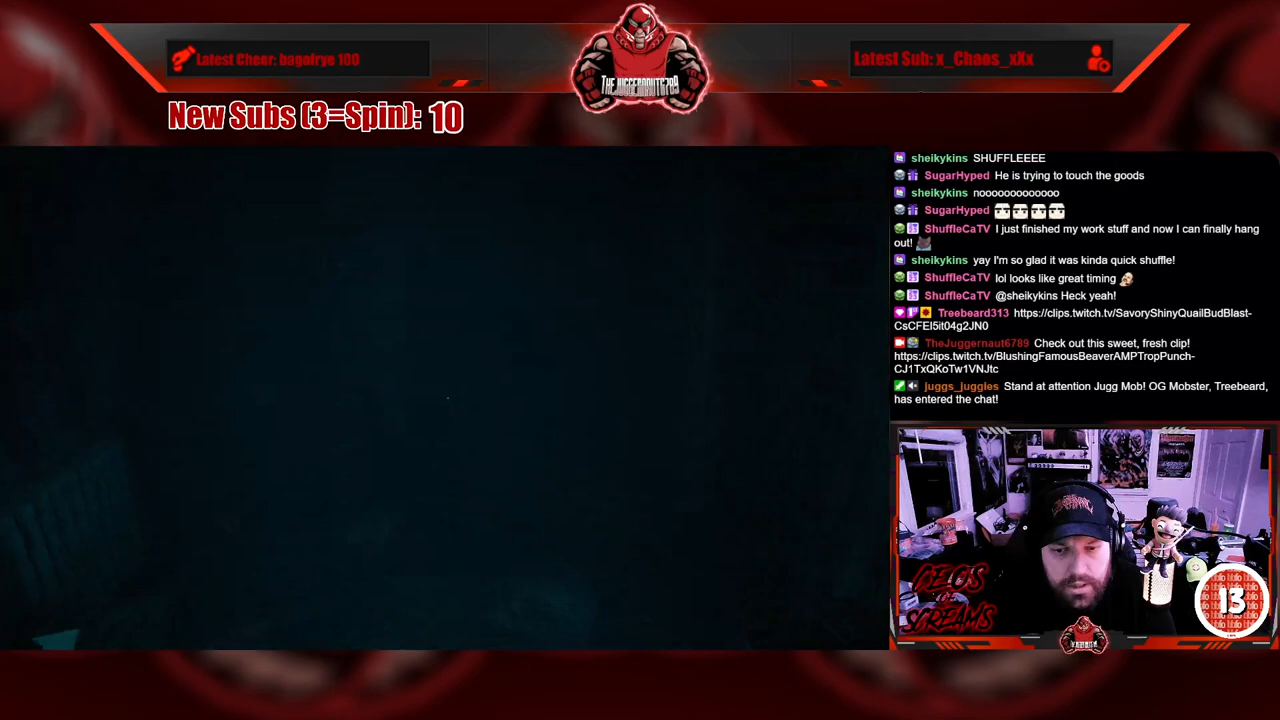 Latest Cheer: bagofrye 100
THEJUGGERNAUT6789
Latest Sub: x_Chaos_xXx
New Subs (3=Spin): 10
sheikykins SHUFFLEEEE
SugarHyped He is trying to touch the goods
sheikykins nooooooooooooo
SugarHyped
ShuffleCaTV I just finished my work stuff and now I can finally hang
out!
sheikykins yay I'm so glad it was kinda quick shuffle!
ShuffleCaTV lol looks like great timing
ShuffleCaTV @sheikykins Heck yeah!
Treebeard313 https://clips.twitch.tv/SavoryShinyQuailBudBlast-
CsCFEI5it04g2JN0
TheJuggernaut6789 Check out this sweet, fresh clip!
https://clips.twitch.tv/BlushingFamousBeaverAMPTropPunch-
CJ1TxQKoTw1VNJtc
juggs_juggles Stand at attention Jugg Mob! OG Mobster, Treebeard,
has entered the chat!
SCREAMS
13